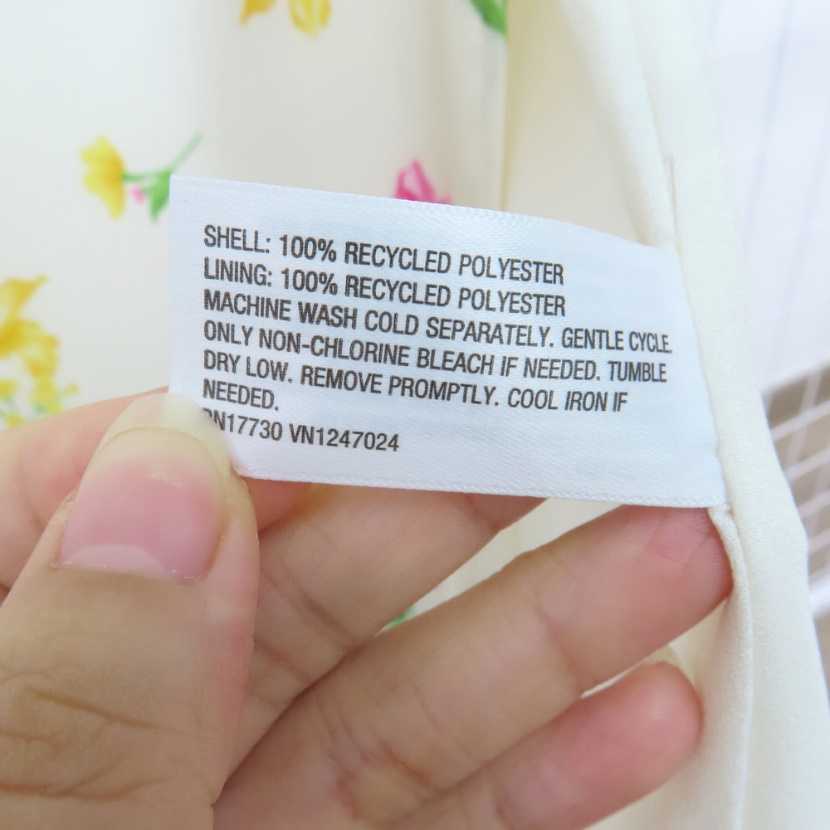 SHELL: 100% RECYCLED POLYESTER
LINING: 100% RECYCLED POLYESTER
MACHINE WASH COLD SEPARATELY. GENTLE CYCLE.
ONLY NON-CHLORINE BLEACH IF NEEDED. TUMBLE
DRY LOW. REMOVE PROMPTLY. COOL IRON IF
NEEDED.
RN17730 VN1247024